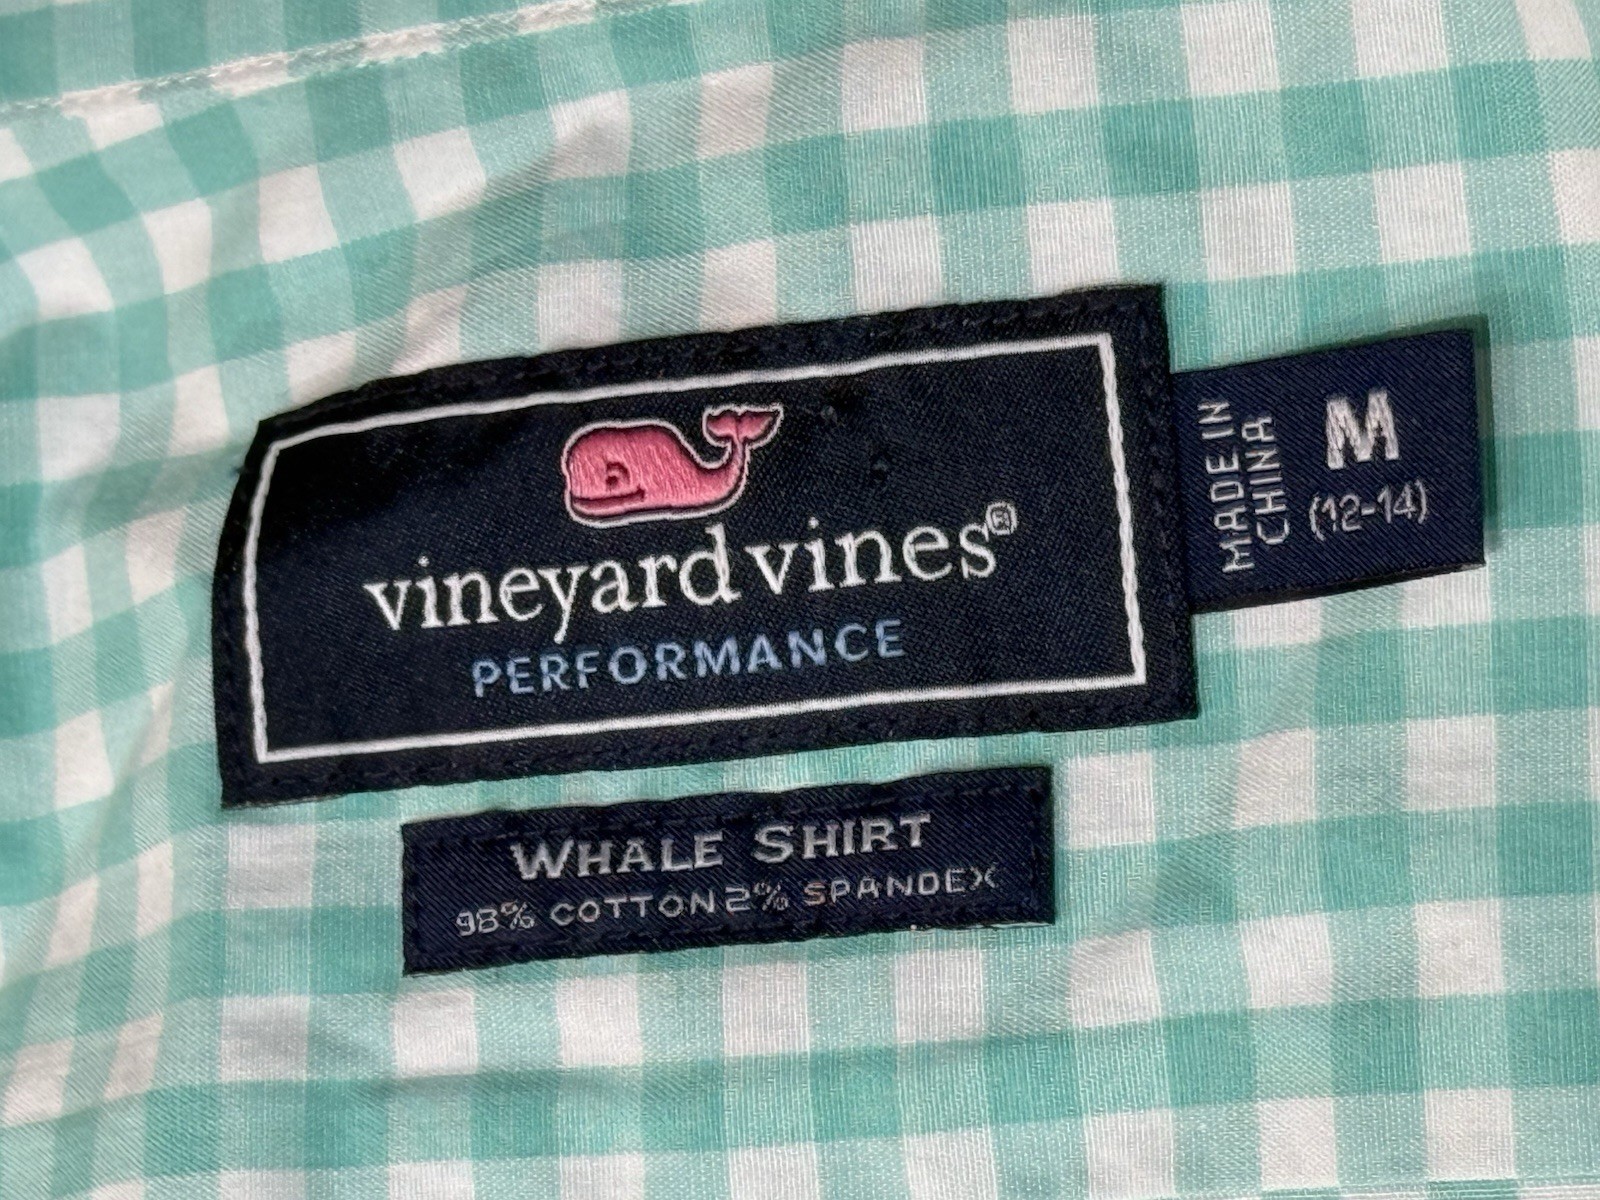 vineyard vines®
PERFORMANCE
MADE IN
CHINA
M
(12-14)
WHALE SHIRT
98% COTTON 2% SPANDEX